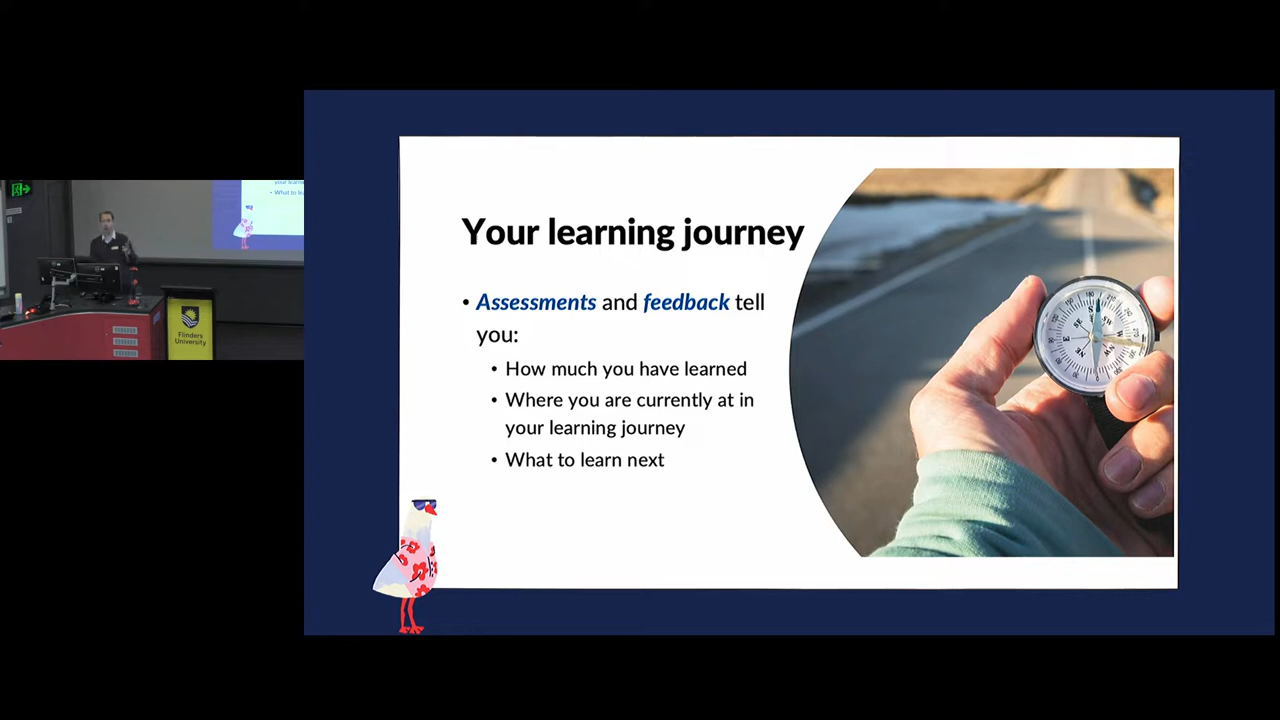 Your learning journey
• Assessments and feedback tell
you:
• How much you have learned
• Where you are currently at in
your learning journey
• What to learn next
Flinders
University